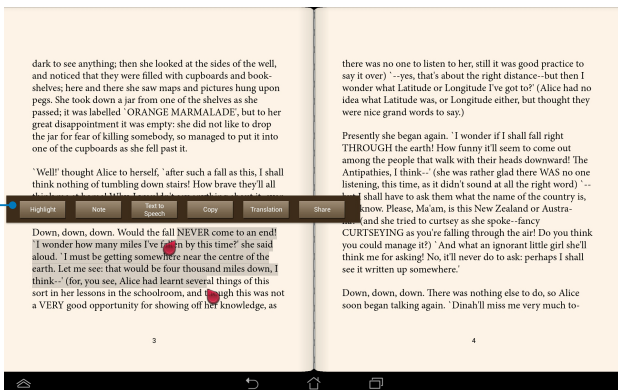 dark to see anything; then she looked at the sides of the well,
and noticed that they were filled with cupboards and book-
shelves; here and there she saw maps and pictures hung upon
pegs. She took down a jar from one of the shelves as she
passed; it was labelled `ORANGE MARMALADE', but to her
great disappointment it was empty: she did not like to drop
the jar for fear of killing somebody, so managed to put it into
one of the cupboards as she fell past it.
`Well!' thought Alice to herself, `after such a fall as this, I shall
think nothing of tumbling down stairs! How brave they'll all
Highlight
Note
Text to
Speech
Copy
Translation
Share
Down, down, down. Would the fall NEVER come to an end!
`I wonder how many miles I've fallen by this time?' she said
aloud. `I must be getting somewhere near the centre of the
earth. Let me see: that would be four thousand miles down, I
think--' (for, you see, Alice had learnt several things of this
sort in her lessons in the schoolroom, and though this was not
a VERY good opportunity for showing off her knowledge, as
3
there was no one to listen to her, still it was good practice to
say it over) `--yes, that's about the right distance--but then I
wonder what Latitude or Longitude I've got to?' (Alice had no
idea what Latitude was, or Longitude either, but thought they
were nice grand words to say.)
Presently she began again. `I wonder if I shall fall right
THROUGH the earth! How funny it'll seem to come out
among the people that walk with their heads downward! The
Antipathies, I think--' (she was rather glad there WAS no one
listening, this time, as it didn't sound at all the right word) `--
I shall have to ask them what the name of the country is,
know. Please, Ma'am, is this New Zealand or Austra-
(and she tried to curtsey as she spoke--fancy
CURTSEYING as you're falling through the air! Do you think
you could manage it?) `And what an ignorant little girl she'll
think me for asking! No, it'll never do to ask: perhaps I shall
see it written up somewhere.'
Down, down, down. There was nothing else to do, so Alice
soon began talking again. `Dinah'll miss me very much to-
4